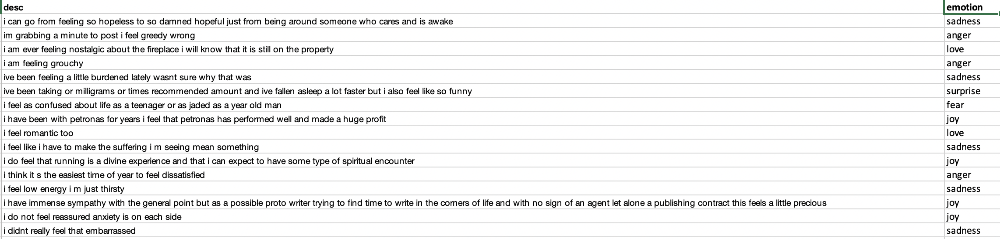 desc emotion
i can go from feeling so hopeless to so damned hopeful just from being around someone who cares and is awake sadness
im grabbing a minute to post i feel greedy wrong anger
i am ever feeling nostalgic about the fireplace i will know that it is still on the property love
i am feeling grouchy anger
ive been feeling a little burdened lately wasnt sure why that was sadness
ive been taking or milligrams or times recommended amount and ive fallen asleep a lot faster but i also feel like so funny surprise
i feel as confused about life as a teenager or as jaded as a year old man fear
i have been with petronas for years i feel that petronas has performed well and made a huge profit joy
i feel romantic too love
i feel like i have to make the suffering i m seeing mean something sadness
i do feel that running is a divine experience and that i can expect to have some type of spiritual encounter joy
i think it s the easiest time of year to feel dissatisfied anger
i feel low energy i m just thirsty sadness
i have immense sympathy with the general point but as a possible proto writer trying to find time to write in the corners of life and with no sign of an agent let alone a publishing contract this feels a little precious joy
i do not feel reassured anxiety is on each side joy
i didnt really feel that embarrassed sadness